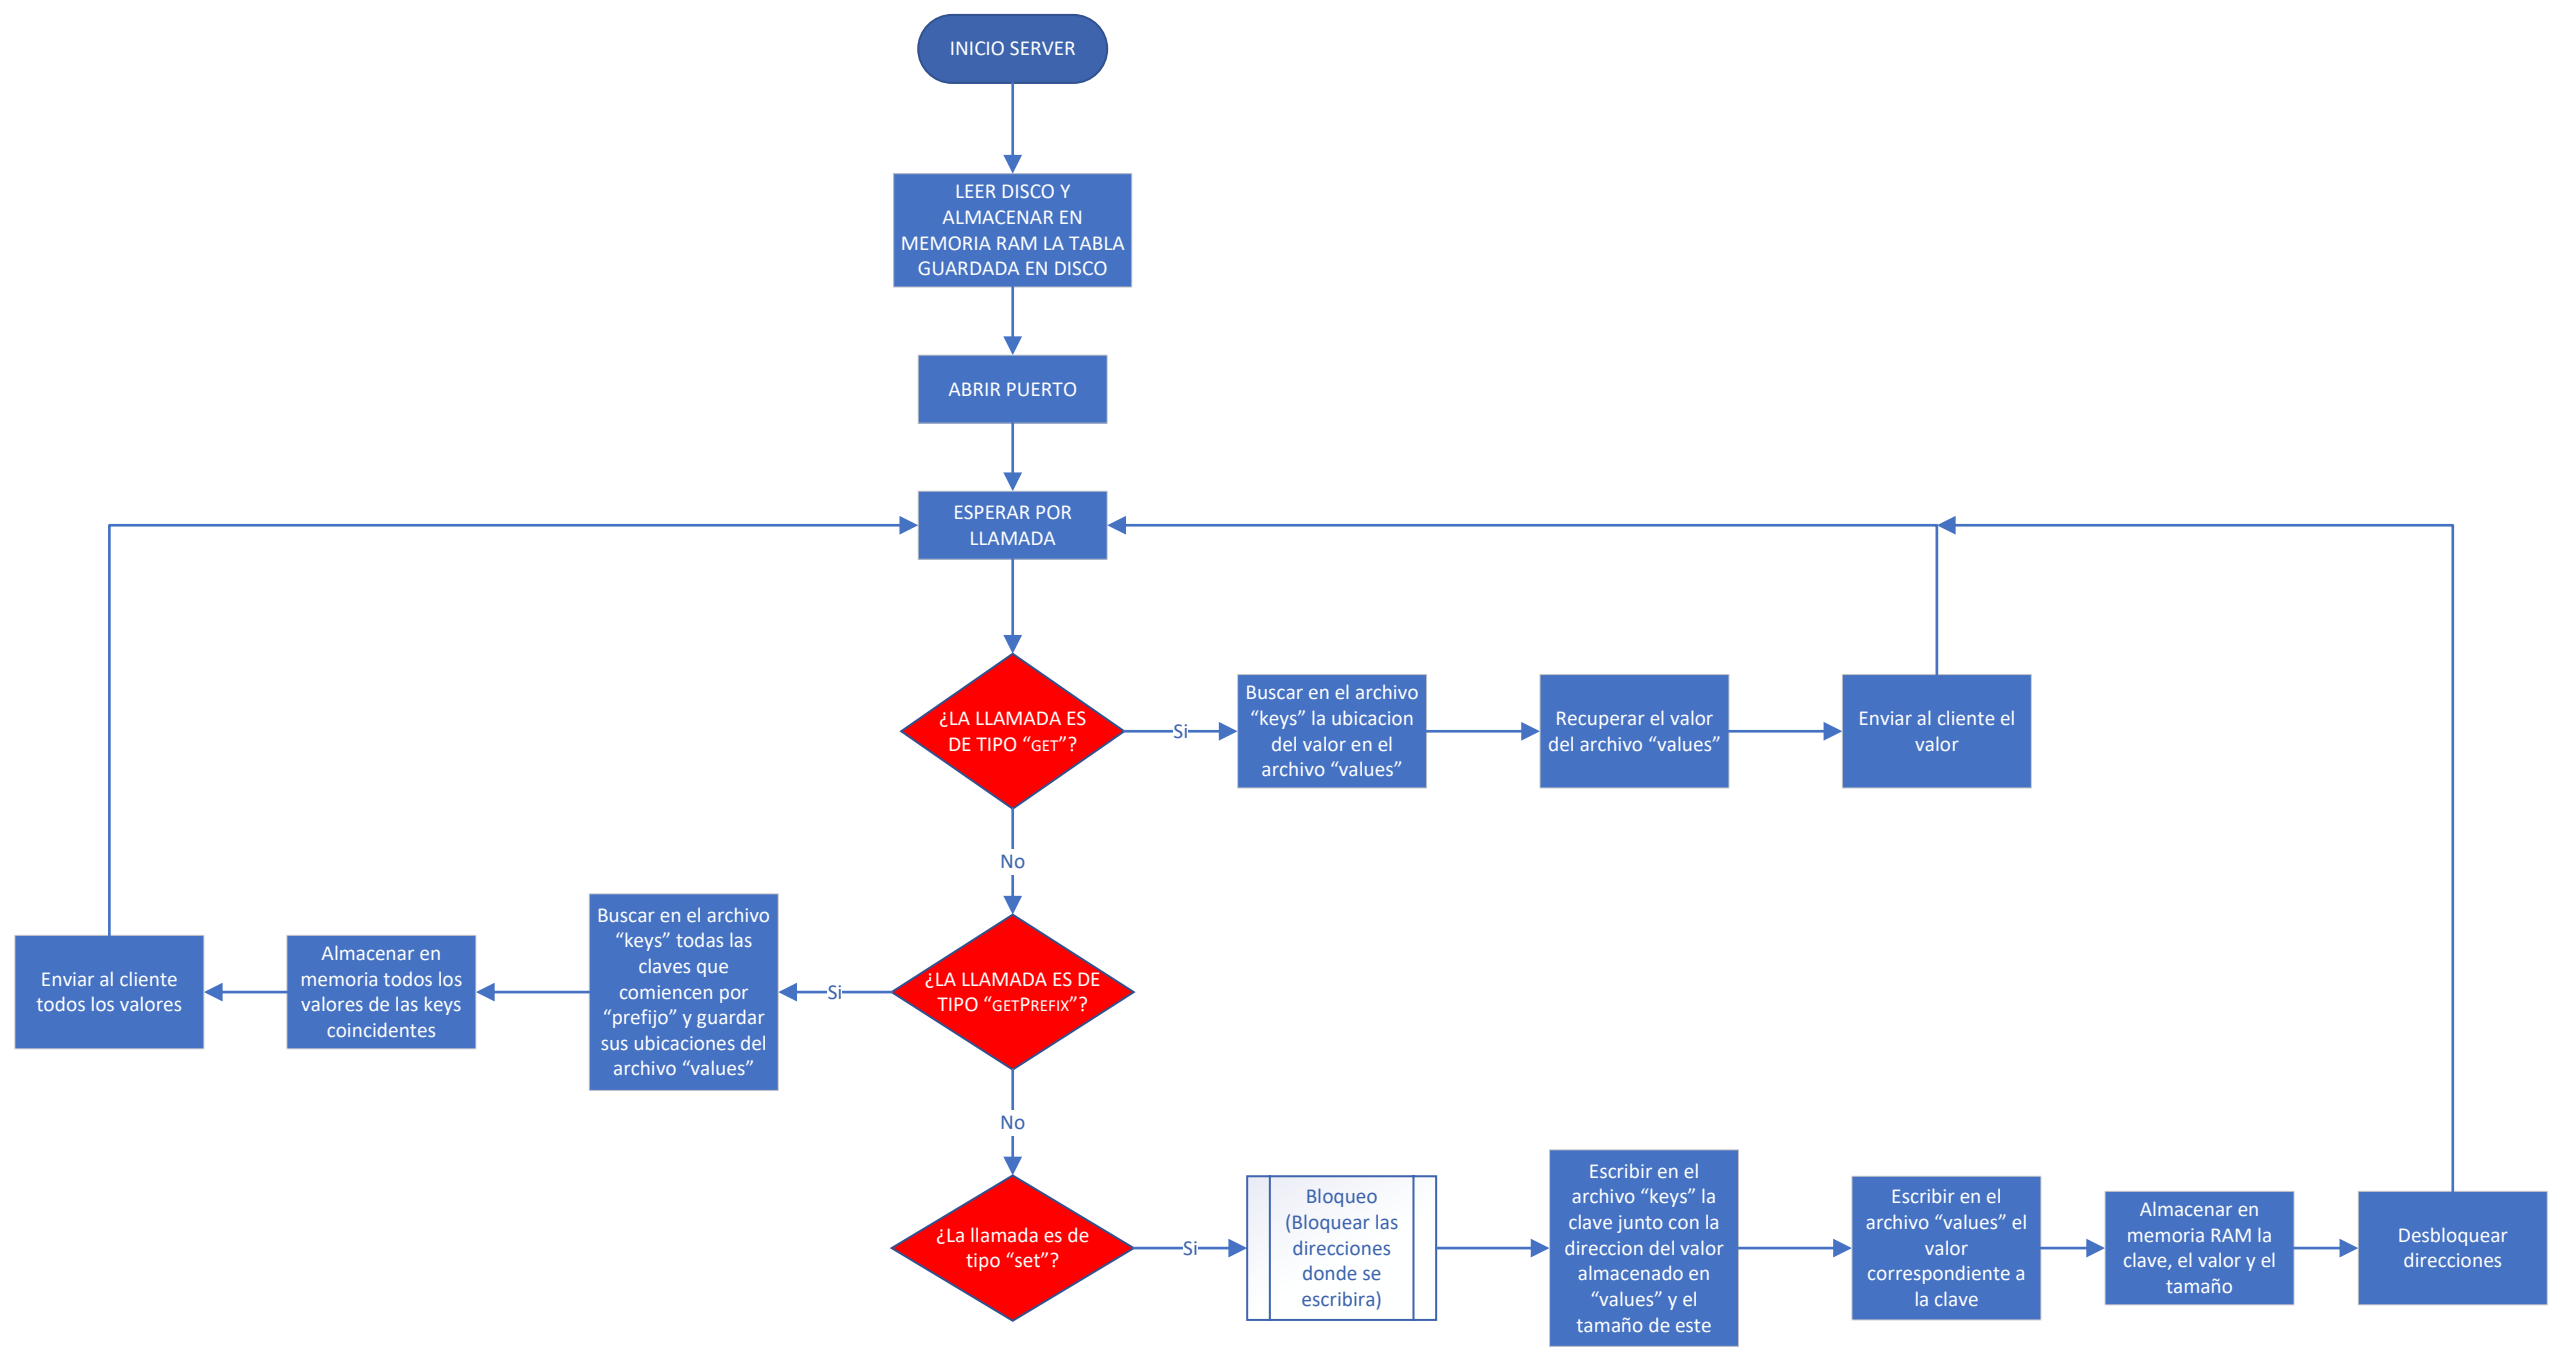 INICIO SERVER
LEER DISCO Y
ALMACENAR EN
MEMORIA RAM LA TABLA
GUARDADA EN DISCO
ABRIR PUERTO
ESPERAR POR
LLAMADA
¿LA LLAMADA ES
DE TIPO “GET”?
Si
Buscar en el archivo
“keys” la ubicacion
del valor en el
archivo “values”
Recuperar el valor
del archivo “values”
Enviar al cliente el
valor
No
¿LA LLAMADA ES DE
TIPO “GETPREFIX”?
Si
Buscar en el archivo
“keys” todas las
claves que
comiencen por
“prefijo” y guardar
sus ubicaciones del
archivo “values”
Almacenar en
memoria todos los
valores de las keys
coincidentes
Enviar al cliente
todos los valores
No
¿La llamada es de
tipo “set”?
Si
Bloqueo
(Bloquear las
direcciones
donde se
escribira)
Escribir en el
archivo “keys” la
clave junto con la
direccion del valor
almacenado en
“values” y el
tamaño de este
Escribir en el
archivo “values” el
valor
correspondiente a
la clave
Almacenar en
memoria RAM la
clave, el valor y el
tamaño
Desbloquear
direcciones